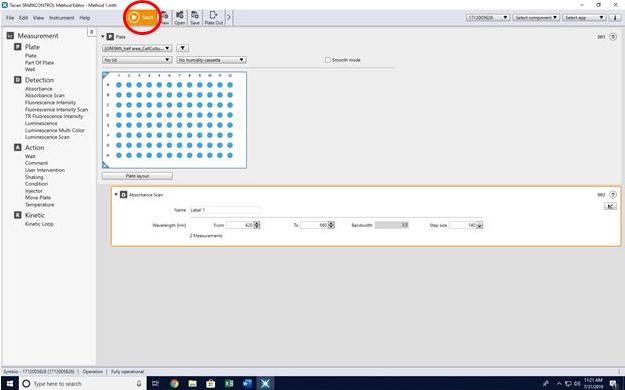 Tecan SPARKCONTROL Method Editor - Method 1.mth
File Edit View Instrument Help
Start
Open
Save
Plate Out
1712005628
Select component
Select app
Measurement
P Plate
Plate
Part Of Plate
Well
D Detection
Absorbance
Absorbance Scan
Fluorescence Intensity
Fluorescence Intensity Scan
TR Fluorescence Intensity
Luminescence
Luminescence Multi Color
Luminescence Scan
A Action
Wait
Comment
User Intervention
Shaking
Condition
Injector
Move Plate
Temperature
K Kinetic
Kinetic Loop
P Plate
001
No lid
No humidity cassette
Smooth mode
1 2 3 4 5 6 7 8 9 10 11 12
A
B
C
D
E
F
G
H
Plate layout
D Absorbance Scan
002
Name Label 1
Wavelength [nm] From 420 To 560 Bandwidth 3.5 Step size 140
2 Measurements
Symbio - 1712005628 (1712005628) Operation Fully operational
Type here to search
11:21 AM
7/31/2018